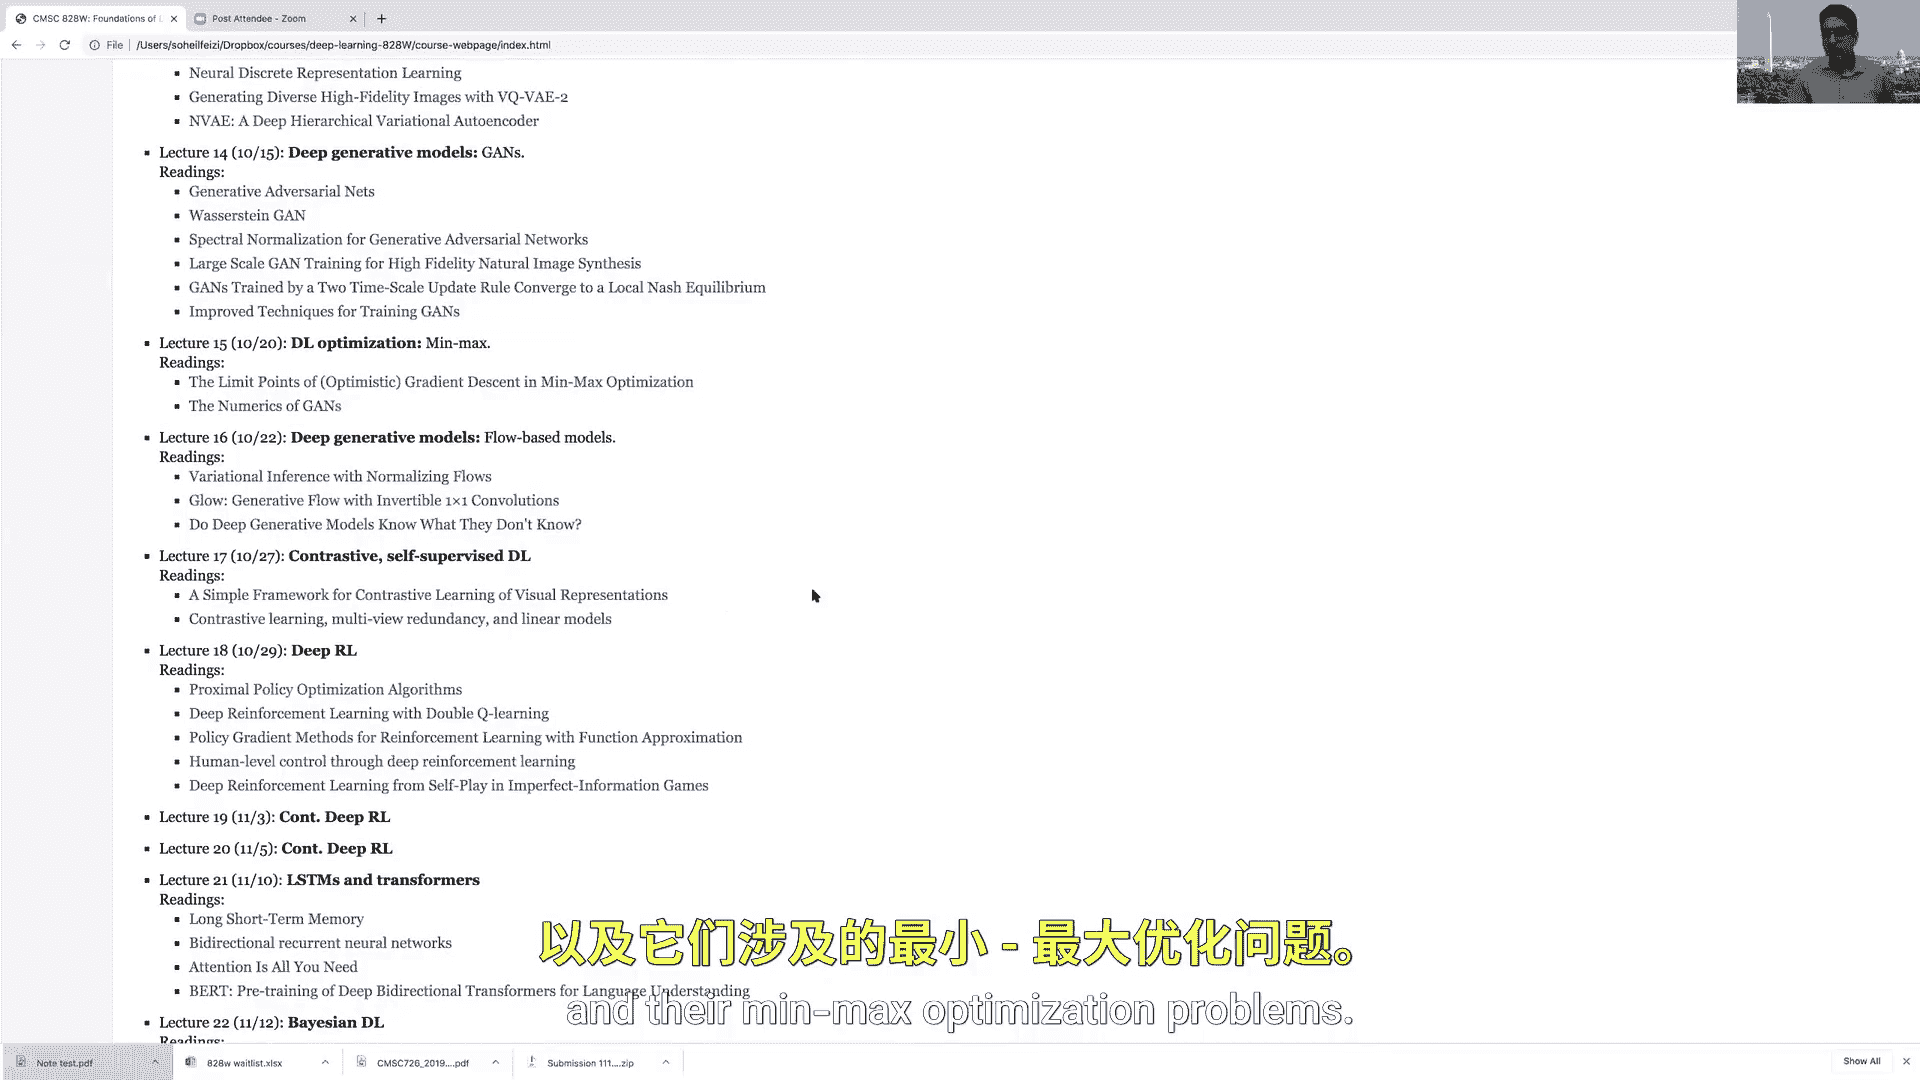 CMSC 828W: Foundations of
Post Attendee - Zoom
File
/Users/soheilfeizi/Dropbox/courses/deep-learning-828W/course-webpage/index.html
Neural Discrete Representation Learning
Generating Diverse High-Fidelity Images with VQ-VAE-2
NVAE: A Deep Hierarchical Variational Autoencoder
Lecture 14 (10/15): Deep generative models: GANs.
Readings:
Generative Adversarial Nets
Wasserstein GAN
Spectral Normalization for Generative Adversarial Networks
Large Scale GAN Training for High Fidelity Natural Image Synthesis
GANs Trained by a Two Time-Scale Update Rule Converge to a Local Nash Equilibrium
Improved Techniques for Training GANs
Lecture 15 (10/20): DL optimization: Min-max.
Readings:
The Limit Points of (Optimistic) Gradient Descent in Min-Max Optimization
The Numerics of GANs
Lecture 16 (10/22): Deep generative models: Flow-based models.
Readings:
Variational Inference with Normalizing Flows
Glow: Generative Flow with Invertible 1×1 Convolutions
Do Deep Generative Models Know What They Don't Know?
Lecture 17 (10/27): Contrastive, self-supervised DL
Readings:
A Simple Framework for Contrastive Learning of Visual Representations
Contrastive learning, multi-view redundancy, and linear models
Lecture 18 (10/29): Deep RL
Readings:
Proximal Policy Optimization Algorithms
Deep Reinforcement Learning with Double Q-learning
Policy Gradient Methods for Reinforcement Learning with Function Approximation
Human-level control through deep reinforcement learning
Deep Reinforcement Learning from Self-Play in Imperfect-Information Games
Lecture 19 (11/3): Cont. Deep RL
Lecture 20 (11/5): Cont. Deep RL
Lecture 21 (11/10): LSTMs and transformers
Readings:
Long Short-Term Memory
Bidirectional recurrent neural networks
Attention Is All You Need
BERT: Pre-training of Deep Bidirectional Transformers for Language Understanding
Lecture 22 (11/12): Bayesian DL
Readings:
以及它们涉及的最小 - 最大优化问题。
and their min-max optimization problems.
Note test.pdf
828w waitlist.xlsx
CMSC726_2019....pdf
Submission 111....zip
Show All